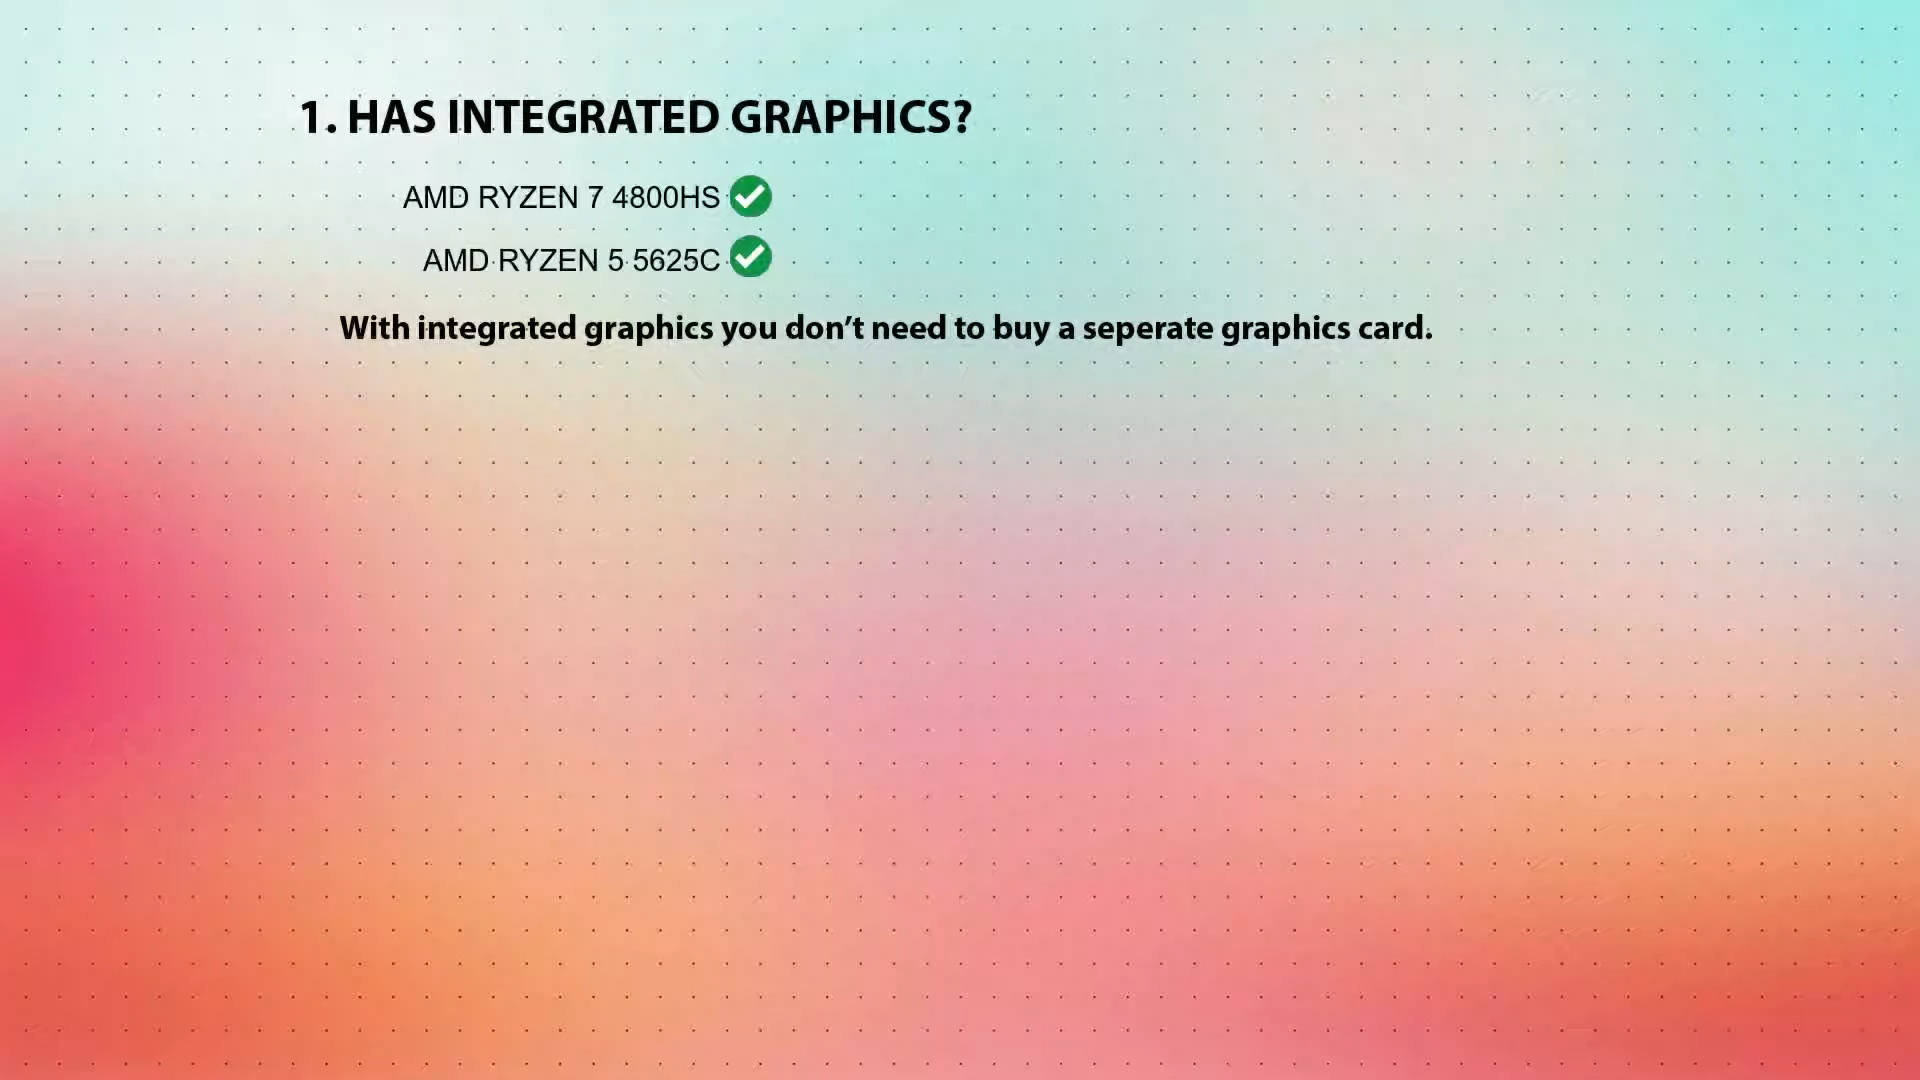 1. HAS INTEGRATED GRAPHICS?
AMD RYZEN 7 4800HS
AMD RYZEN 5 5625C
With integrated graphics you don’t need to buy a seperate graphics card.